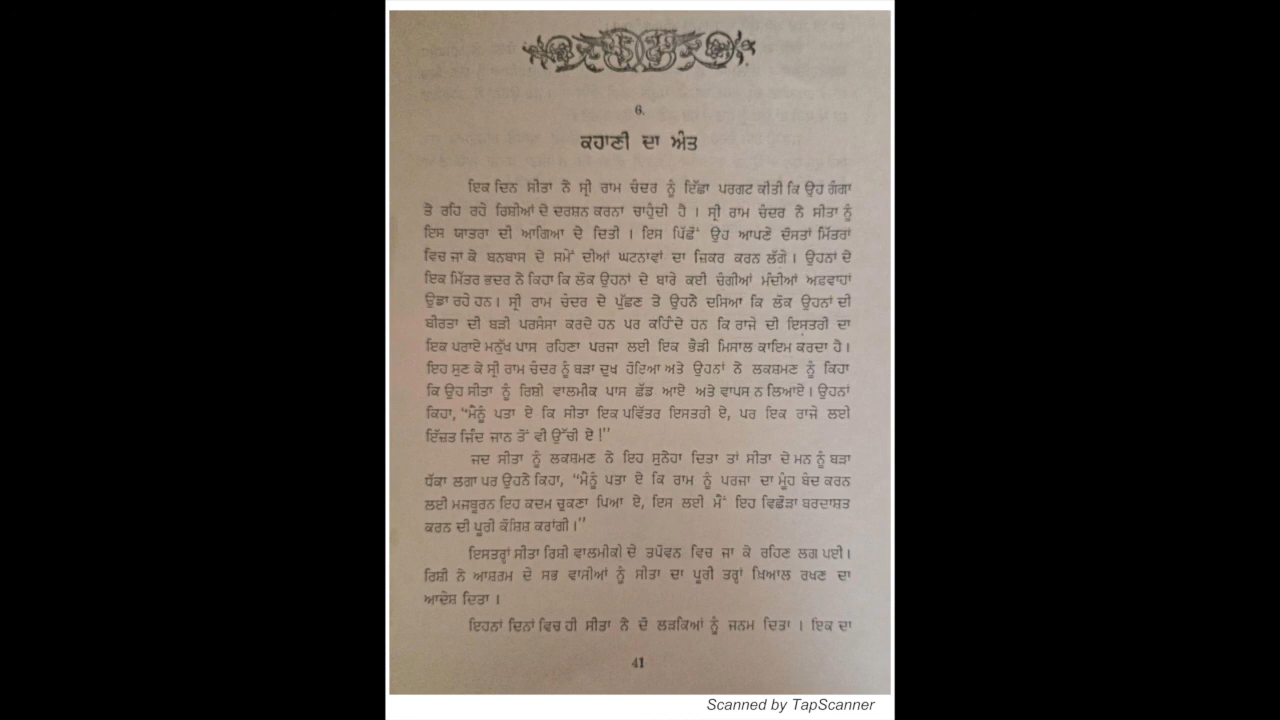 6.
ਕਹਾਣੀ ਦਾ ਅੰਤ
ਇਕ ਦਿਨ ਸੀਤਾ ਨੇ ਸ੍ਰੀ ਰਾਮ ਚੰਦਰ ਨੂੰ ਇੱਛਾ ਪਰਗਟ ਕੀਤੀ ਕਿ ਉਹ ਗੰਗਾ
ਤੇ ਰਹਿ ਰਹੇ ਰਿਸ਼ੀਆਂ ਦੇ ਦਰਸ਼ਨ ਕਰਨਾ ਚਾਹੁੰਦੀ ਹੈ । ਸ੍ਰੀ ਰਾਮ ਚੰਦਰ ਨੇ ਸੀਤਾ ਨੂੰ
ਇਸ ਯਾਤਰਾ ਦੀ ਆਗਿਆ ਦੇ ਦਿਤੀ । ਇਸ ਪਿੱਛੋਂ ਉਹ ਆਪਣੇ ਦੋਸਤਾਂ ਮਿੱਤਰਾਂ
ਵਿਚ ਜਾ ਕੇ ਬਨਬਾਸ ਦੇ ਸਮੇਂ ਦੀਆਂ ਘਟਨਾਵਾਂ ਦਾ ਜ਼ਿਕਰ ਕਰਨ ਲੱਗੇ । ਉਹਨਾਂ ਦੇ
ਇਕ ਮਿੱਤਰ ਭਦਰ ਨੇ ਕਿਹਾ ਕਿ ਲੋਕ ਉਹਨਾਂ ਦੇ ਬਾਰੇ ਕਈ ਚੰਗੀਆਂ ਮੰਦੀਆਂ ਅਫ਼ਵਾਹਾਂ
ਉਡਾ ਰਹੇ ਹਨ । ਸ੍ਰੀ ਰਾਮ ਚੰਦਰ ਦੇ ਪੁੱਛਣ ਤੇ ਉਹਨੇ ਦਸਿਆ ਕਿ ਲੋਕ ਉਹਨਾਂ ਦੀ
ਬੀਰਤਾ ਦੀ ਬੜੀ ਪਰਸੰਸਾ ਕਰਦੇ ਹਨ ਪਰ ਕਹਿੰਦੇ ਹਨ ਕਿ ਰਾਜੇ ਦੀ ਇਸਤਰੀ ਦਾ
ਇਕ ਪਰਾਏ ਮਨੁੱਖ ਪਾਸ ਰਹਿਣਾ ਪਰਜਾ ਲਈ ਇਕ ਭੈੜੀ ਮਿਸਾਲ ਕਾਇਮ ਕਰਦਾ ਹੈ ।
ਇਹ ਸੁਣ ਕੇ ਸ੍ਰੀ ਰਾਮ ਚੰਦਰ ਨੂੰ ਬੜਾ ਦੁਖ ਹੋਇਆ ਅਤੇ ਉਹਨਾਂ ਨੇ ਲਕਸ਼ਮਣ ਨੂੰ ਕਿਹਾ
ਕਿ ਉਹ ਸੀਤਾ ਨੂੰ ਰਿਸ਼ੀ ਵਾਲਮੀਕ ਪਾਸ ਛੱਡ ਆਏ ਅਤੇ ਵਾਪਸ ਨ ਲਿਆਏ । ਉਹਨਾਂ
ਕਿਹਾ, “ਮੈਨੂੰ ਪਤਾ ਏ ਕਿ ਸੀਤਾ ਇਕ ਪਵਿੱਤਰ ਇਸਤਰੀ ਏ, ਪਰ ਇਕ ਰਾਜੇ ਲਈ
ਇੱਜ਼ਤ ਜਿੰਦ ਜਾਨ ਤੋਂ ਵੀ ਉੱਚੀ ਏ !”
ਜਦ ਸੀਤਾ ਨੂੰ ਲਕਸ਼ਮਣ ਨੇ ਇਹ ਸੁਨੇਹਾ ਦਿਤਾ ਤਾਂ ਸੀਤਾ ਦੇ ਮਨ ਨੂੰ ਬੜਾ
ਧੱਕਾ ਲਗਾ ਪਰ ਉਹਨੇ ਕਿਹਾ, “ਮੈਨੂੰ ਪਤਾ ਏ ਕਿ ਰਾਮ ਨੂੰ ਪਰਜਾ ਦਾ ਮੂੰਹ ਬੰਦ ਕਰਨ
ਲਈ ਮਜਬੂਰਨ ਇਹ ਕਦਮ ਚੁਕਣਾ ਪਿਆ ਏ, ਇਸ ਲਈ ਮੈਂ ਇਹ ਵਿਛੋੜਾ ਬਰਦਾਸ਼ਤ
ਕਰਨ ਦੀ ਪੂਰੀ ਕੋਸ਼ਿਸ਼ ਕਰਾਂਗੀ ।”
ਇਸਤਰ੍ਹਾਂ ਸੀਤਾ ਰਿਸ਼ੀ ਵਾਲਮੀਕੀ ਦੇ ਤਪੋਵਨ ਵਿਚ ਜਾ ਕੇ ਰਹਿਣ ਲਗ ਪਈ ।
ਰਿਸ਼ੀ ਨੇ ਆਸ਼ਰਮ ਦੇ ਸਭ ਵਾਸੀਆਂ ਨੂੰ ਸੀਤਾ ਦਾ ਪੂਰੀ ਤਰ੍ਹਾਂ ਖ਼ਿਆਲ ਰਖਣ ਦਾ
ਆਦੇਸ਼ ਦਿਤਾ ।
ਇਹਨਾਂ ਦਿਨਾਂ ਵਿਚ ਹੀ ਸੀਤਾ ਨੇ ਦੋ ਲੜਕਿਆਂ ਨੂੰ ਜਨਮ ਦਿਤਾ । ਇਕ ਦਾ
41
Scanned by TapScanner